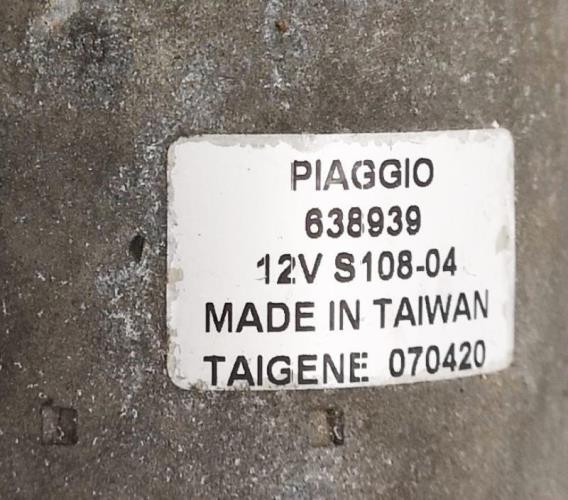 PIAGGIO
638939
12V S108-04
MADE IN TAIWAN
TAIGENE 070420